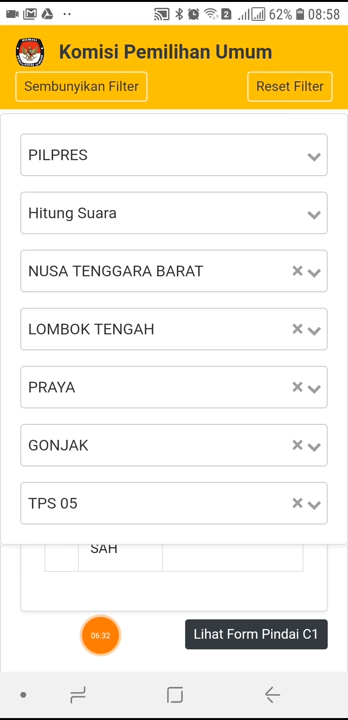 2 62% 08:58
Komisi Pemilihan Umum
Sembunyikan Filter
Reset Filter
PILPRES
Hitung Suara
NUSA TENGGARA BARAT
LOMBOK TENGAH
PRAYA
GONJAK
TPS 05
SAH
06:32
Lihat Form Pindai C1